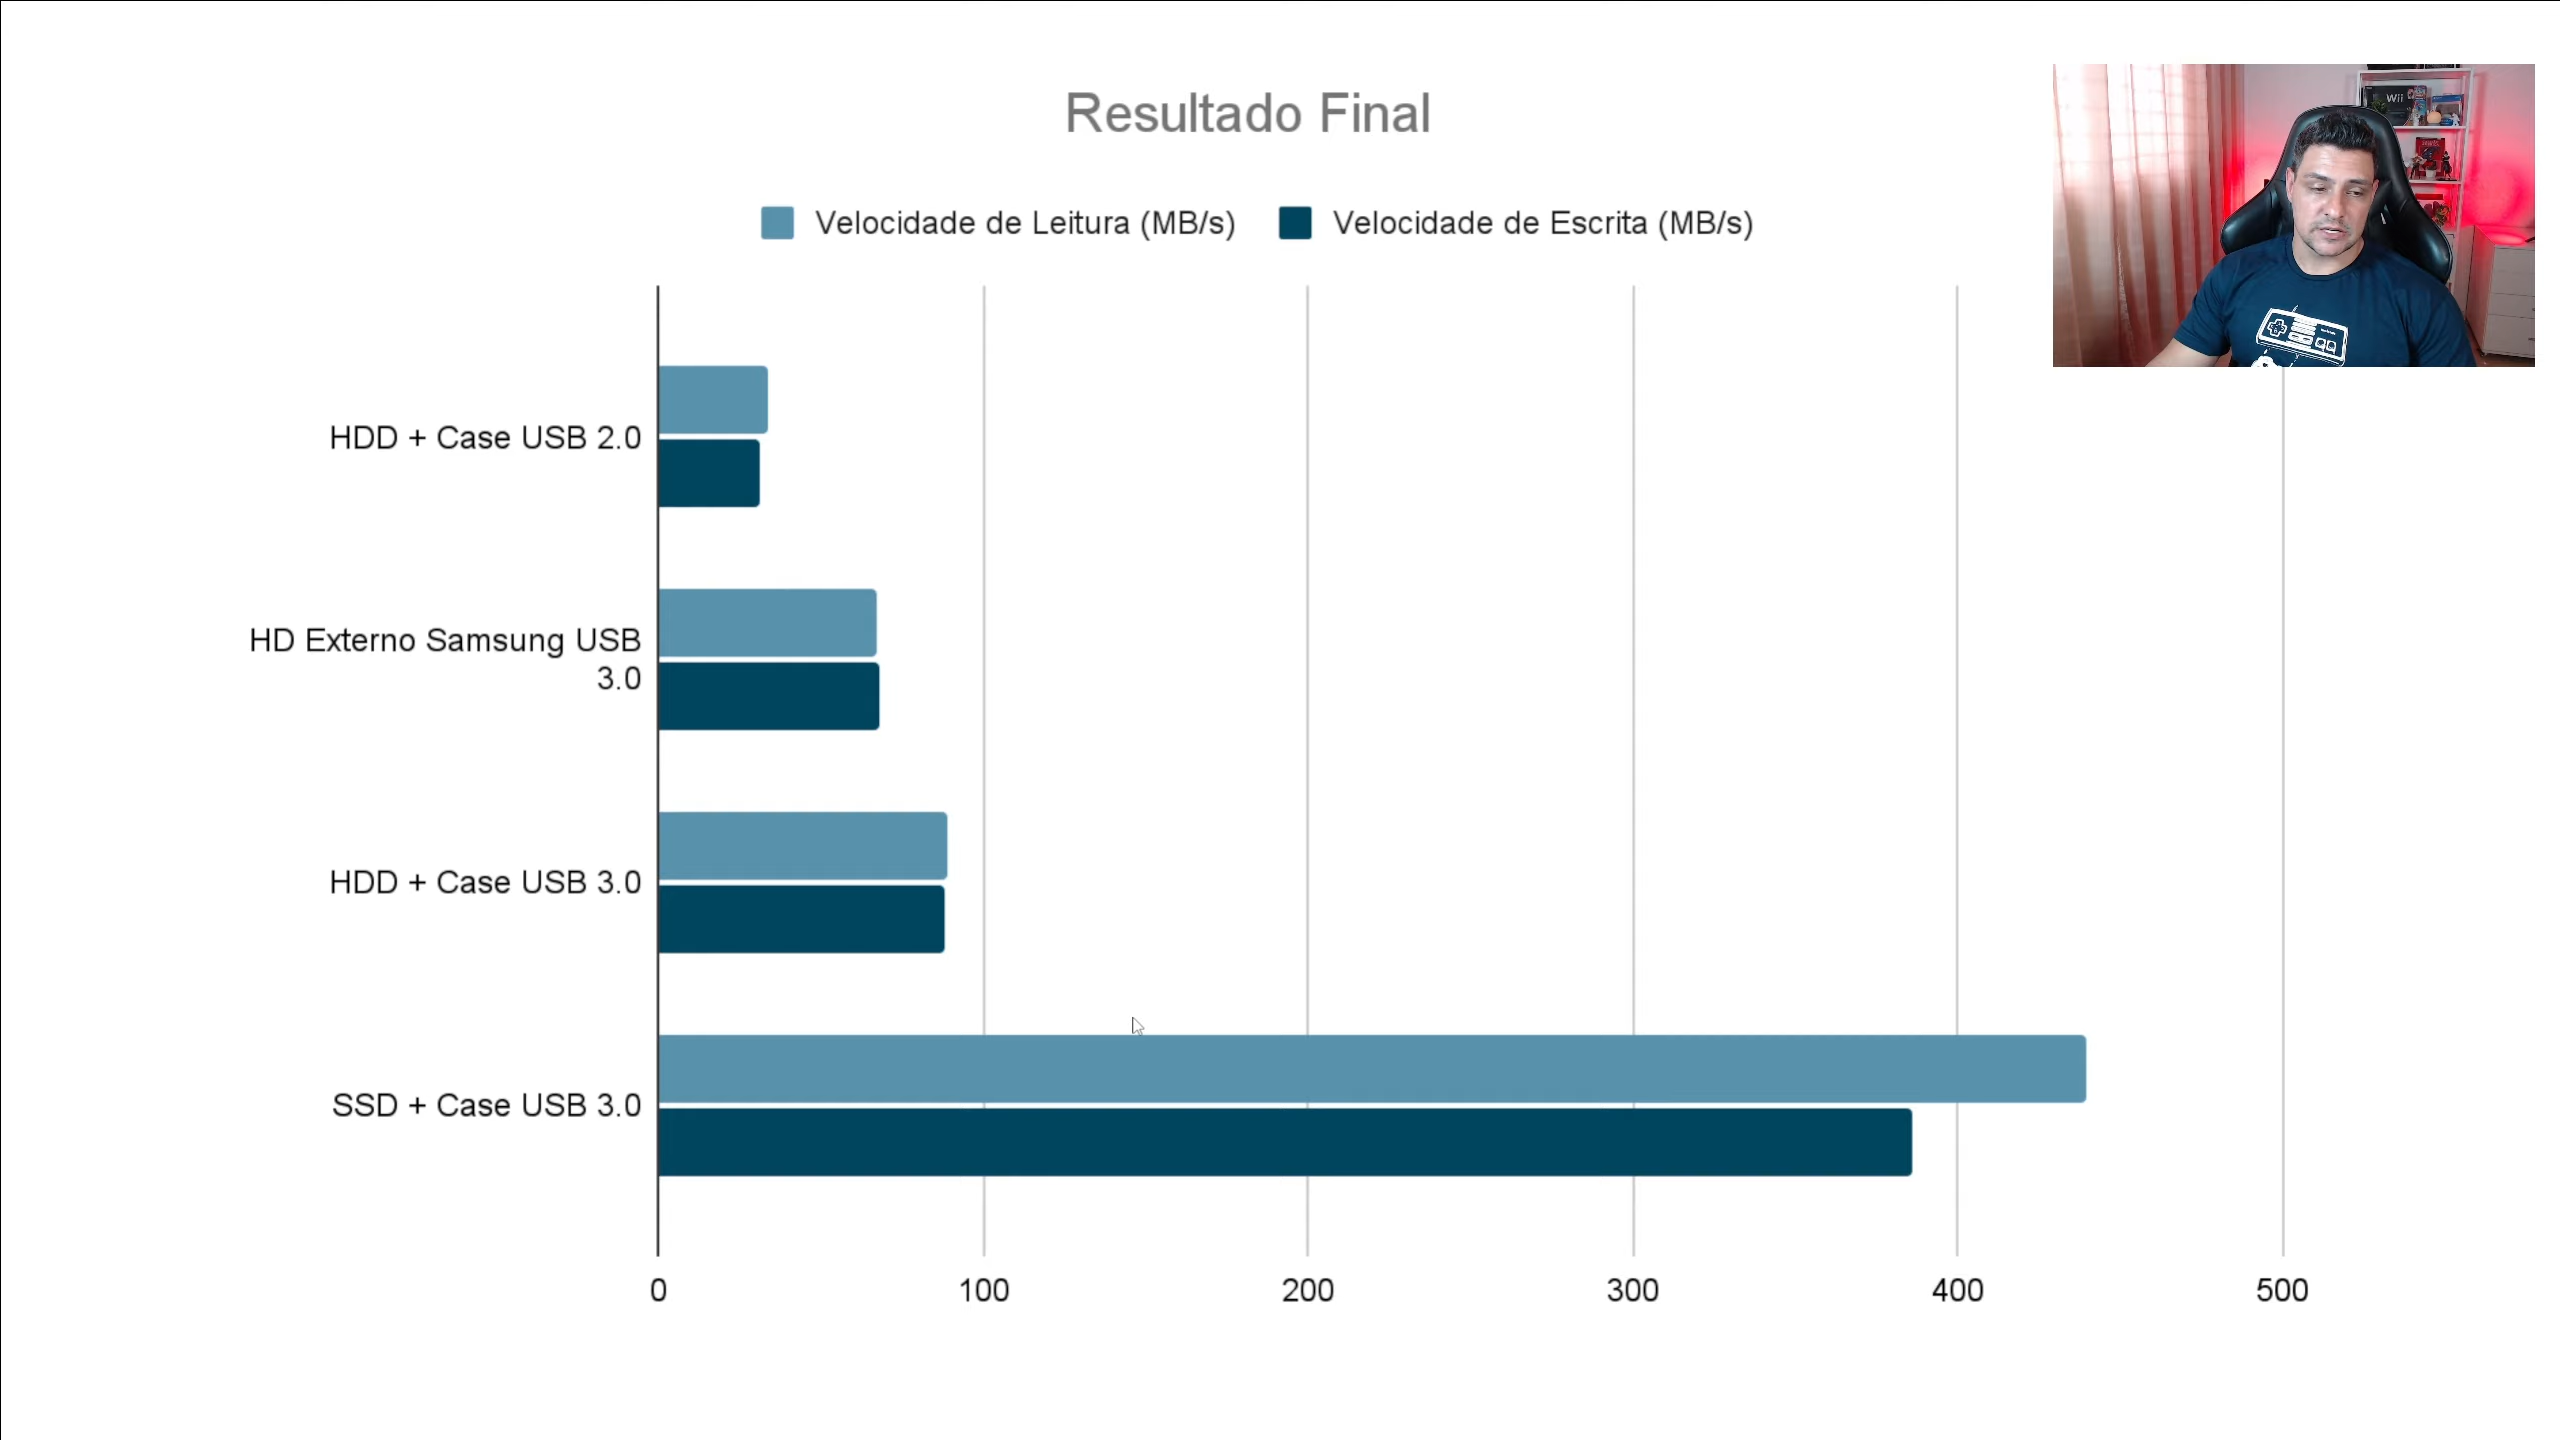 Resultado Final
Velocidade de Leitura (MB/s) Velocidade de Escrita (MB/s)
Wii
HDD + Case USB 2.0
HD Externo Samsung USB
3.0
HDD + Case USB 3.0
SSD + Case USB 3.0
0 100 200 300 400 500